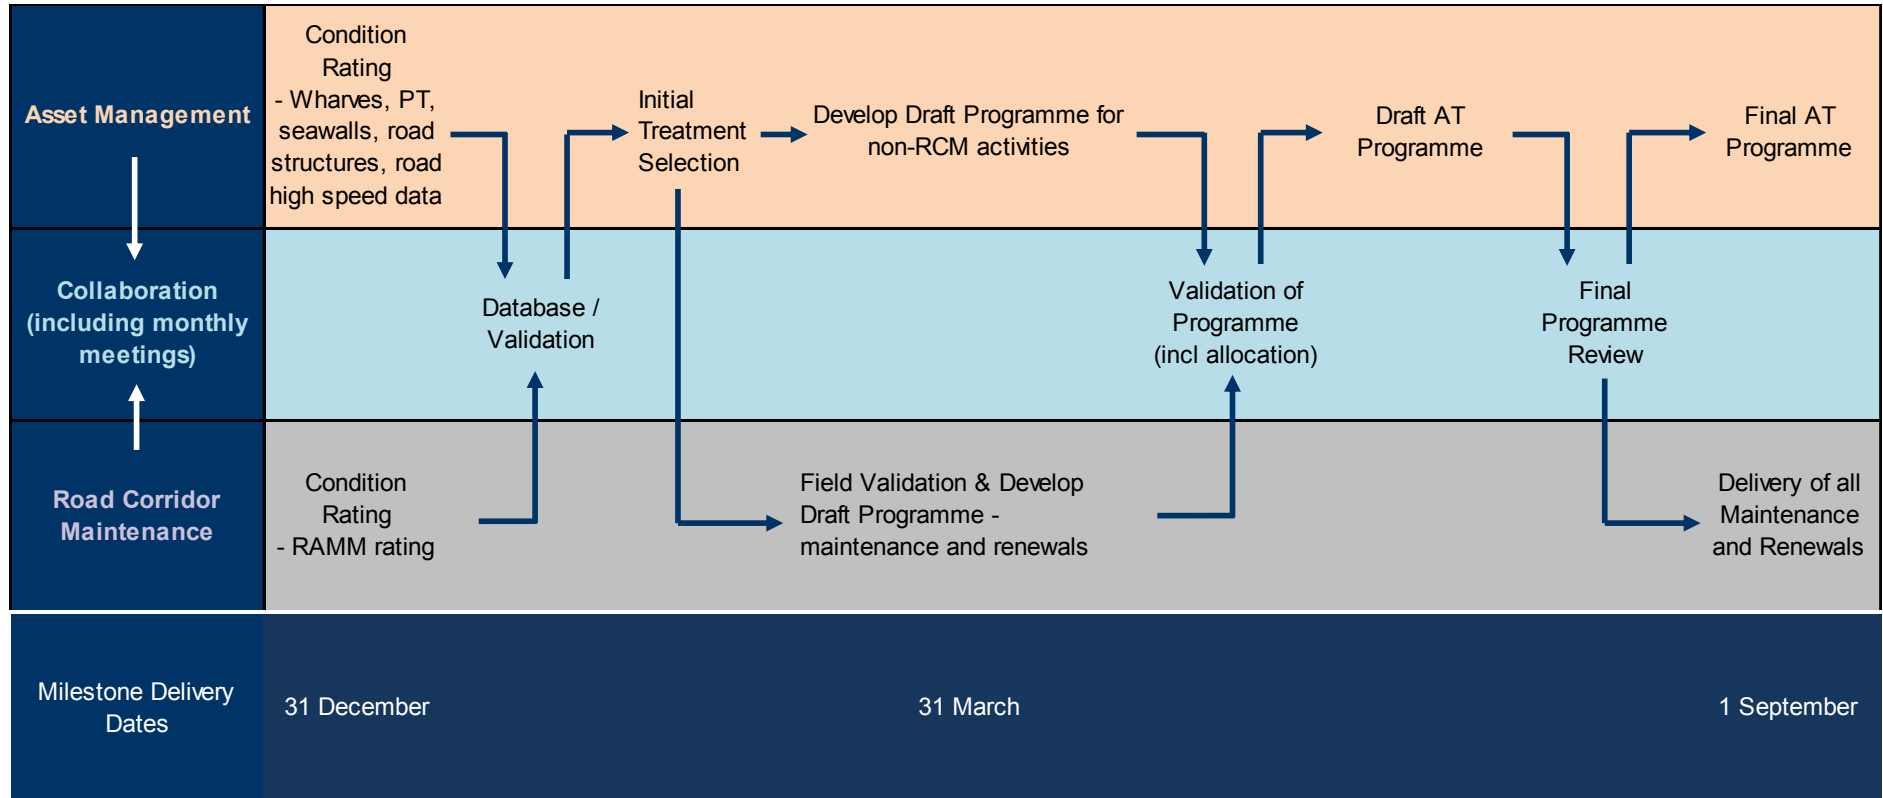 Asset Management
Condition
Rating
- Wharves, PT,
seawalls, road
structures, road
high speed data
Initial
Treatment
Selection
Develop Draft Programme for
non-RCM activities
Draft AT
Programme
Final AT
Programme
Collaboration
(including monthly
meetings)
Database /
Validation
Validation of
Programme
(incl allocation)
Final
Programme
Review
Road Corridor
Maintenance
Condition
Rating
- RAMM rating
Field Validation & Develop
Draft Programme -
maintenance and renewals
Delivery of all
Maintenance
and Renewals
Milestone Delivery
Dates
31 December
31 March
1 September